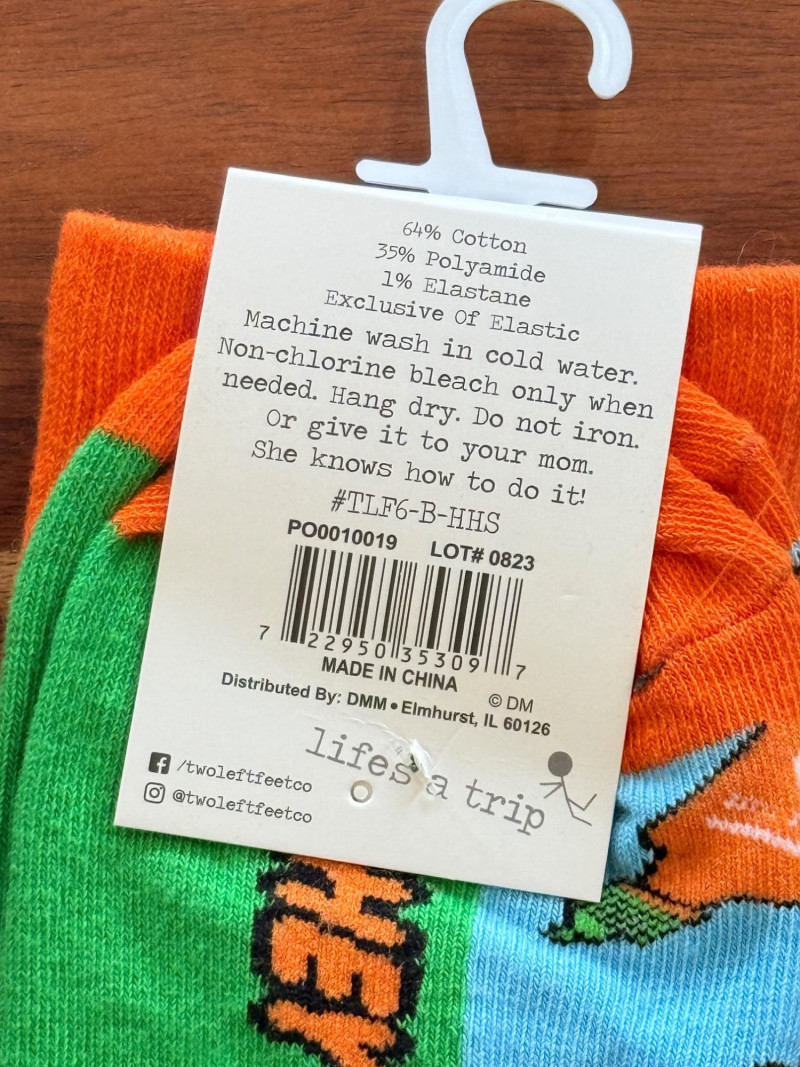 64% Cotton
35% Polyamide
1% Elastane
Exclusive Of Elastic
Machine wash in cold water.
Non-chlorine bleach only when
needed. Hang dry. Do not iron.
Or give it to your mom.
She knows how to do it!
#TLF6-B-HHS
PO0010019 LOT# 0823
7 22950 35309 7
MADE IN CHINA
© DM
Distributed By: DMM • Elmhurst, IL 60126
lifes a trip
/twoleftfeetco
@twoleftfeetco
HEY